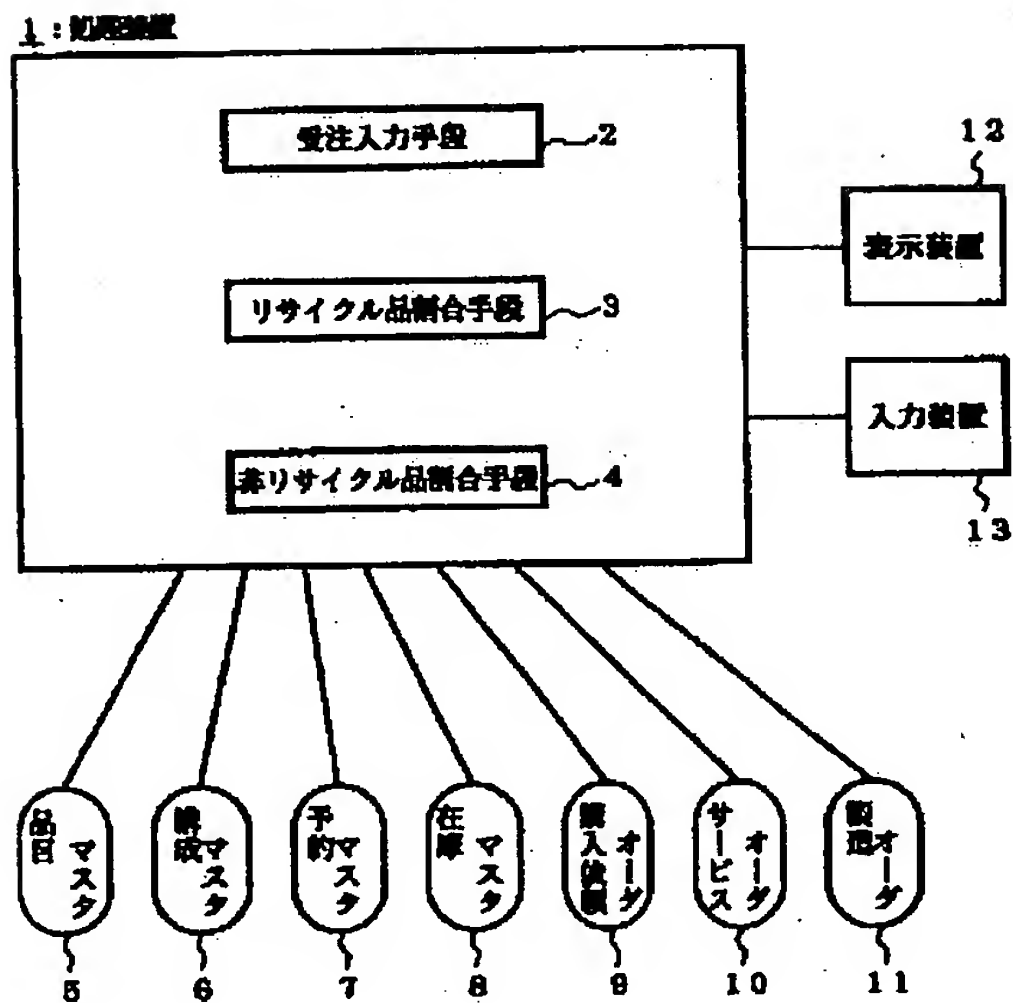 1：処理装置
受注入力手段
2
リサイクル品割合手段
3
非リサイクル品割合手段
4
12
表示装置
入力装置
13
品目マスタ
構成マスタ
予約マスタ
在庫マスタ
購入依頼オーダ
サービスオーダ
製造オーダ
5
6
7
8
9
10
11